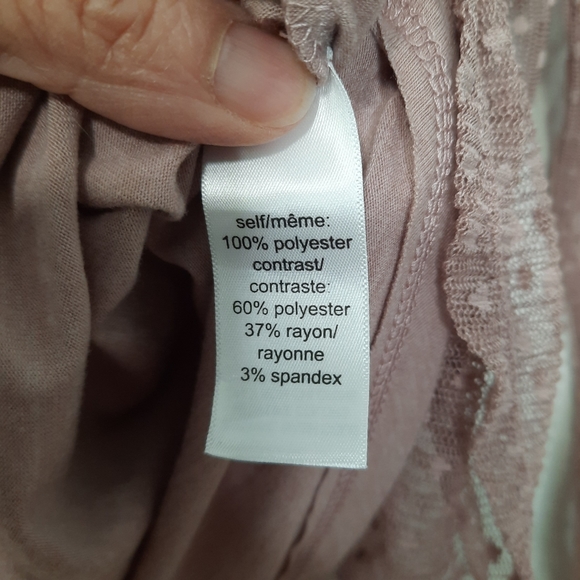 self/même:
100% polyester
contrast/
contraste:
60% polyester
37% rayon/
rayonne
3% spandex